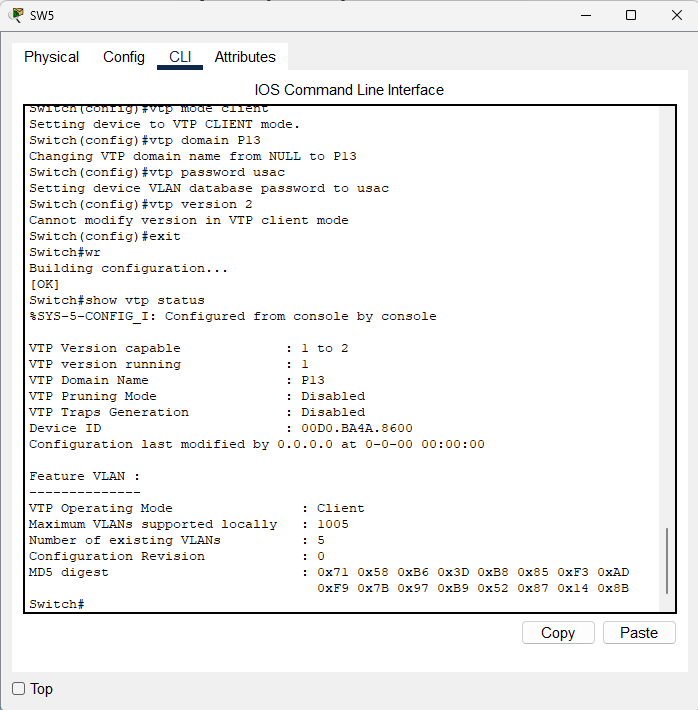 SW5
Physical Config CLI Attributes
IOS Command Line Interface
Switch(config)#vtp mode client
Setting device to VTP CLIENT mode.
Switch(config)#vtp domain P13
Changing VTP domain name from NULL to P13
Switch(config)#vtp password usac
Setting device VLAN database password to usac
Switch(config)#vtp version 2
Cannot modify version in VTP client mode
Switch(config)#exit
Switch#wr
Building configuration...
[OK]
Switch#show vtp status
%SYS-5-CONFIG_I: Configured from console by console
VTP Version capable : 1 to 2
VTP version running : 1
VTP Domain Name : P13
VTP Pruning Mode : Disabled
VTP Traps Generation : Disabled
Device ID : 00D0.BA4A.8600
Configuration last modified by 0.0.0.0 at 0-0-00 00:00:00
Feature VLAN :
--------------
VTP Operating Mode : Client
Maximum VLANs supported locally : 1005
Number of existing VLANs : 5
Configuration Revision : 0
MD5 digest : 0x71 0x58 0xB6 0x3D 0xB8 0x85 0xF3 0xAD
0xF9 0x7B 0x97 0xB9 0x52 0x87 0x14 0x8B
Switch#
Copy Paste
Top